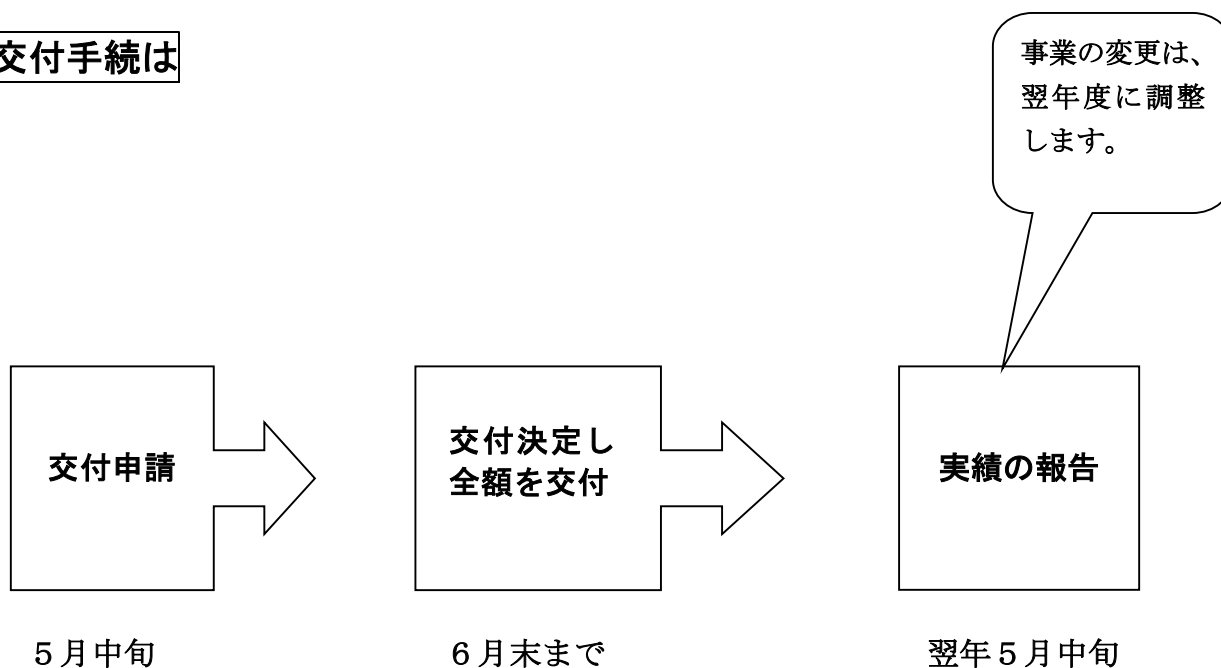 交付手続は
事業の変更は、
翌年度に調整
します。
交付申請
交付決定し
全額を交付
実績の報告
5月中旬
6月末まで
翌年5月中旬